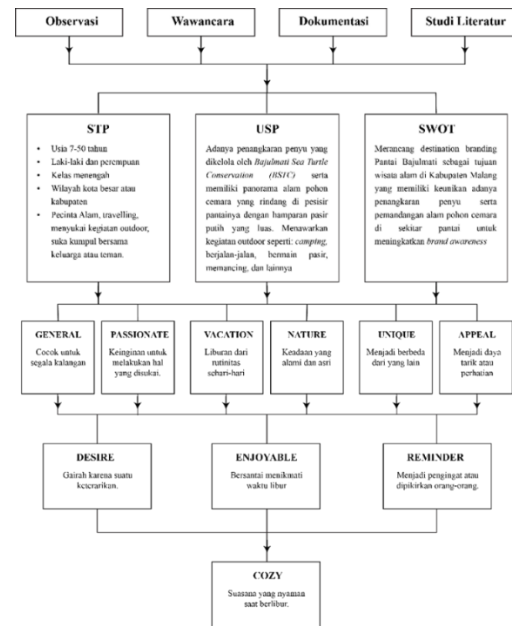 Observasi
Wawancara
Dokumentasi
Studi Literatur
STP
• Usia 7-50 tahun
• Laki-laki dan perempuan
• Kelas menengah
• Wilayah kota besar atau
kabupaten
• Pecinta Alam, travelling,
menyukai kegiatan outdoor,
suka kumpul bersama
keluarga atau teman.
USP
Adanya penangkaran penyu yang
dikelola oleh Bajulmati Sea Turtle
Conservation (BSTC) serta
memiliki panorama alam pohon
cemara yang rindang di pesisir
pantainya dengan hamparan pasir
putih yang luas. Menawarkan
kegiatan outdoor seperti: camping,
berjalan-jalan, bermain pasir,
memancing, dan lainnya
SWOT
Merancang destination branding
Pantai Bajulmati sebagai tujuan
wisata alam di Kabupaten Malang
yang memiliki keunikan adanya
penangkaran penyu serta
pemandangan alam pohon cemara
di sekitar pantai untuk
meningkatkan brand awareness
GENERAL
Cocok untuk
segala kalangan
PASSIONATE
Keinginan untuk
melakukan hal
yang disukai.
VACATION
Liburan dari
rutinitas
sehari-hari
NATURE
Keadaan yang
alami dan asri
UNIQUE
Menjadi berbeda
dari yang lain
APPEAL
Menjadi daya
tarik atau
perhatian
DESIRE
Gairah karena suatu
ketertarikan.
ENJOYABLE
Bersantai menikmati
waktu libur
REMINDER
Menjadi pengingat atau
dipikirkan orang-orang.
COZY
Suasana yang nyaman
saat berlibur.